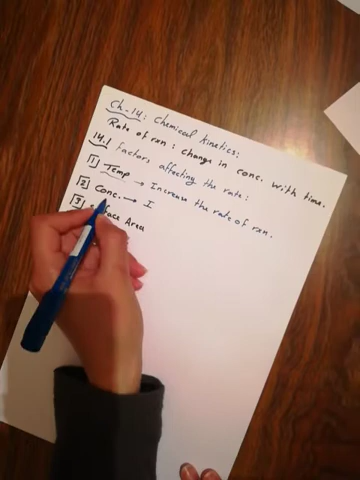 Ch-14: Chemical Kinetics:
Rate of rxn: change in conc. with time.
14.1 Factors affecting the rate:
1 Temp → Increase the rate of rxn.
2 Conc. → I
3 Surface Area